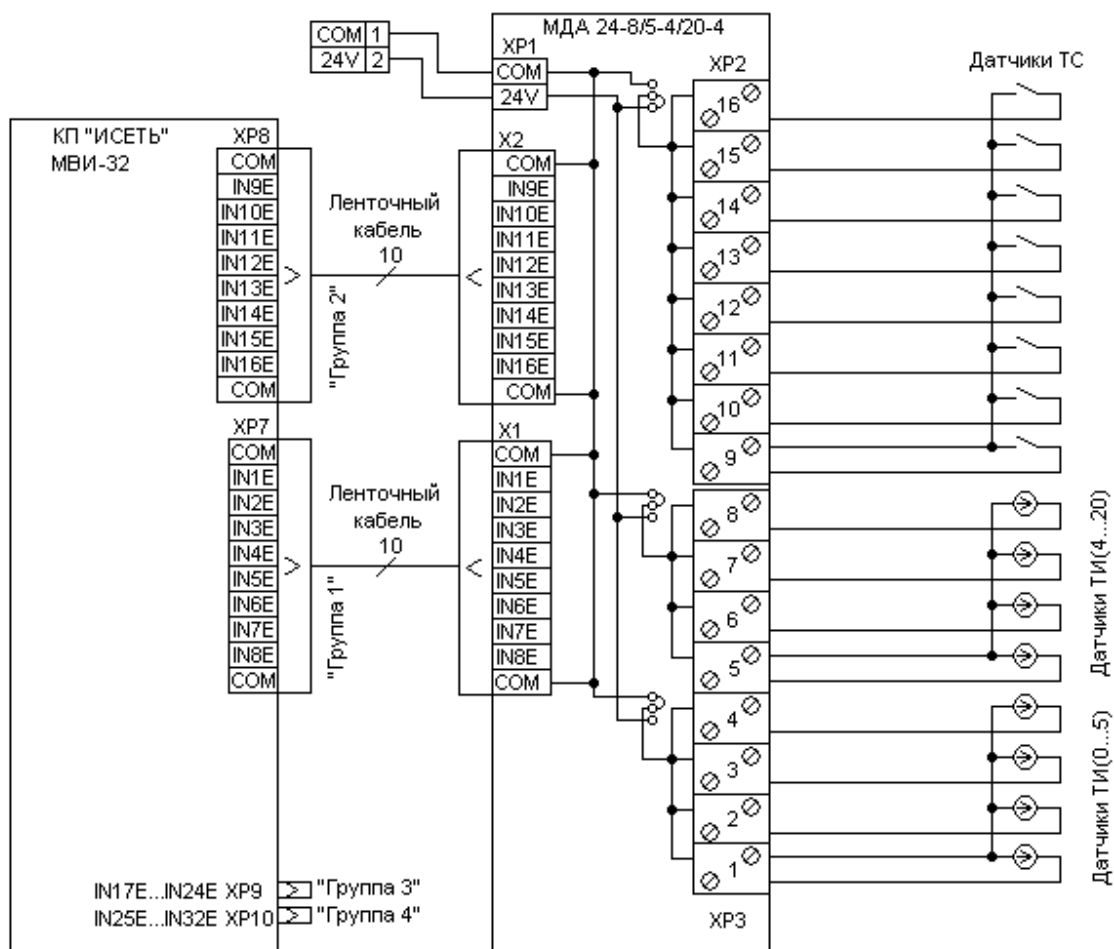 МДА 24-8/5-4/20-4
COM 1
24V 2
XP1
COM
24V
XP2
Датчики ТС
КП "ИСЕТЬ"
МВИ-32
XP8
COM
IN9E
IN10E
IN11E
IN12E
IN13E
IN14E
IN15E
IN16E
COM
Ленточный
кабель
10
"Группа 2"
X2
COM
IN9E
IN10E
IN11E
IN12E
IN13E
IN14E
IN15E
IN16E
COM
16
15
14
13
12
11
10
9
XP7
COM
IN1E
IN2E
IN3E
IN4E
IN5E
IN6E
IN7E
IN8E
COM
Ленточный
кабель
10
"Группа 1"
X1
COM
IN1E
IN2E
IN3E
IN4E
IN5E
IN6E
IN7E
IN8E
COM
8
7
6
5
Датчики ТИ(4...20)
4
3
2
1
Датчики ТИ(0...5)
XP3
IN17E...IN24E XP9 "Группа 3"
IN25E...IN32E XP10 "Группа 4"